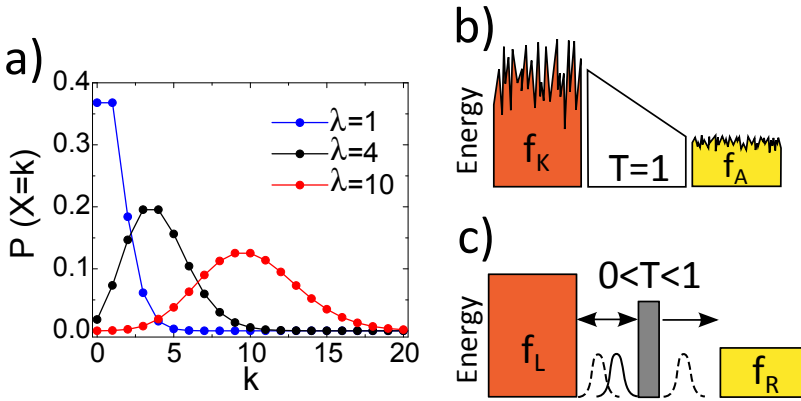 a)
P (X=k)
0.4
0.3
0.2
0.1
0.0
0
5
10
15
20
k
λ=1
λ=4
λ=10
b)
Energy
f_K
T=1
f_A
c)
Energy
0<T<1
f_L
f_R